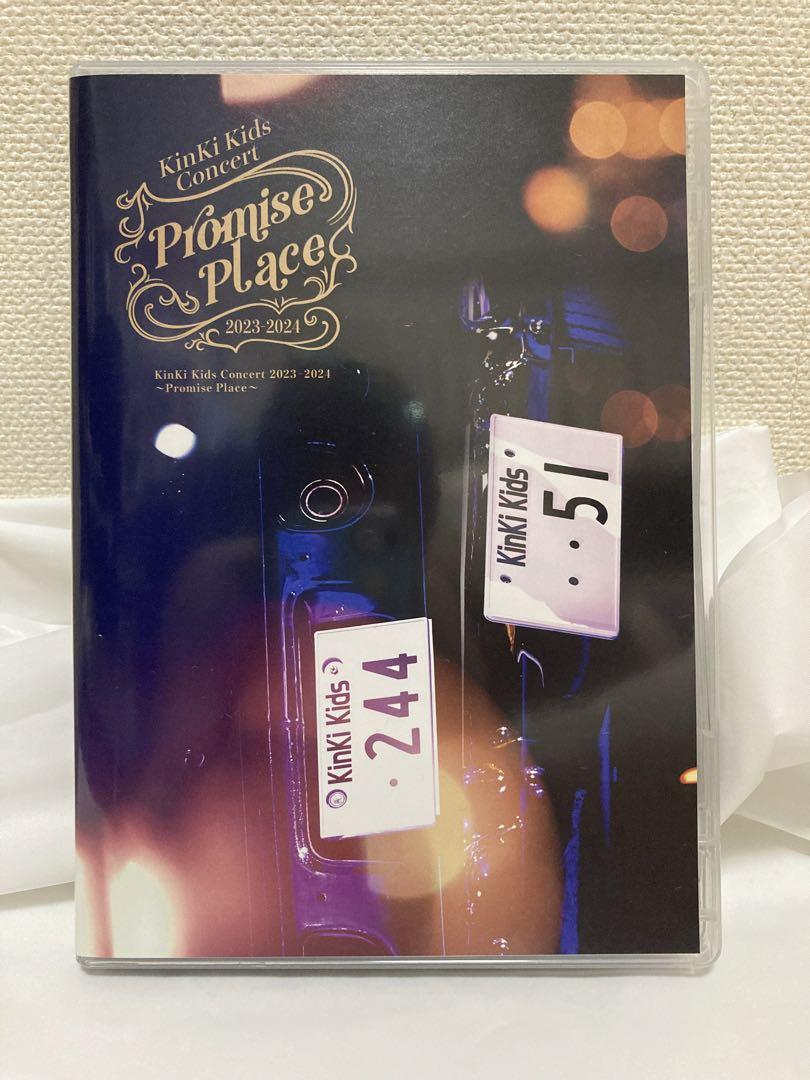 KinKi Kids
Concert
Promise
Place
2023-2024
KinKi Kids Concert 2023-2024
～Promise Place～
KinKi Kids
・・51
KinKi Kids
・244